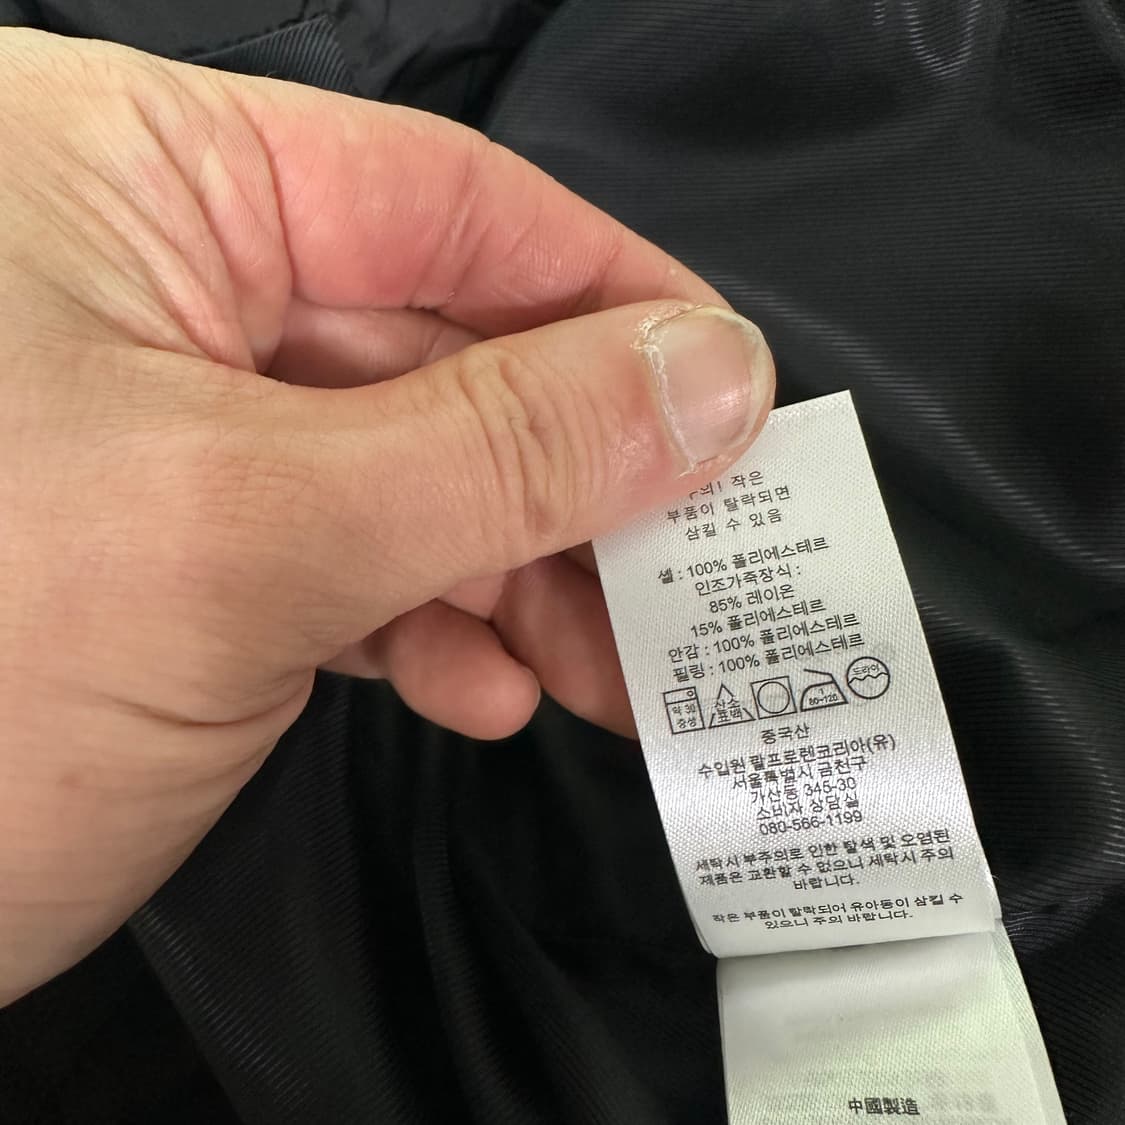 주의! 작은
부품이 탈락되면
삼킬 수 있음
쉘 : 100% 폴리에스테르
인조가죽장식 :
85% 레이온
15% 폴리에스테르
안감 : 100% 폴리에스테르
필링 : 100% 폴리에스테르
약 30
중성
산소
표백
1
80~120
드라이
중국산
수입원 랄프로렌코리아(유)
서울특별시 금천구
가산동 345-30
소비자 상담실
080-566-1199
세탁시 부주의로 인한 탈색 및 오염된
제품은 교환할 수 없으니 세탁시 주의
바랍니다.
작은 부품이 탈락되어 유아동이 삼킬 수
있으니 주의 바랍니다.
中國製造